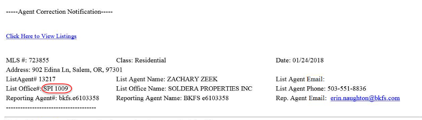 -----Agent Correction Notification-----
Click Here to View Listings
MLS #: 723855 Class: Residential Date: 01/24/2018
Address: 902 Edina Ln, Salem, OR, 97301
ListAgent# 13217 List Agent Name: ZACHARY ZEEK List Agent Email:
List Office#: SPI 1009 List Office Name: SOLDERA PROPERTIES INC List Agent Phone: 503-551-8836
Reporting Agent#: bkfs.e6103358 Reporting Agent Name: BKFS e6103358 Rep. Agent Email: erin.naughton@bkfs.com
------------------------------------